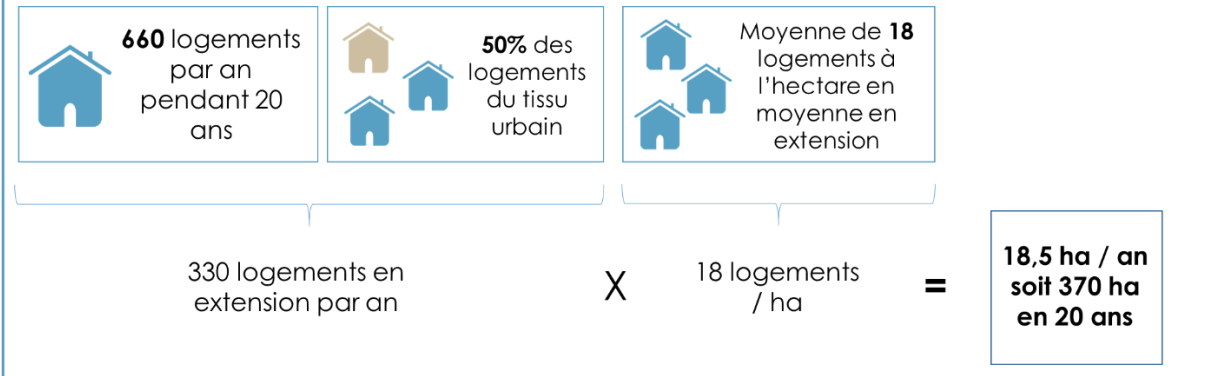 660 logements
par an
pendant 20
ans
50% des
logements
du tissu
urbain
Moyenne de 18
logements à
l'hectare en
moyenne en
extension
330 logements en
extension par an
X
18 logements
/ ha
=
18,5 ha / an
soit 370 ha
en 20 ans